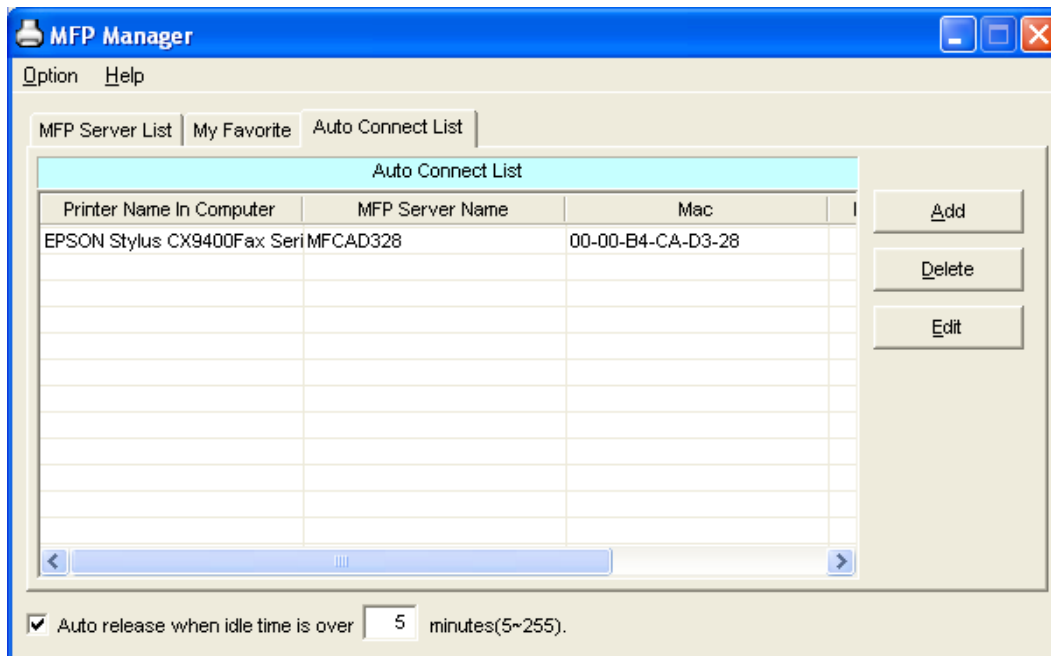 MFP Manager
Option Help
MFP Server List My Favorite Auto Connect List
Auto Connect List
Printer Name In Computer MFP Server Name Mac
EPSON Stylus CX9400Fax Seri MFCAD328 00-00-B4-CA-D3-28
Add
Delete
Edit
Auto release when idle time is over 5 minutes(5~255).